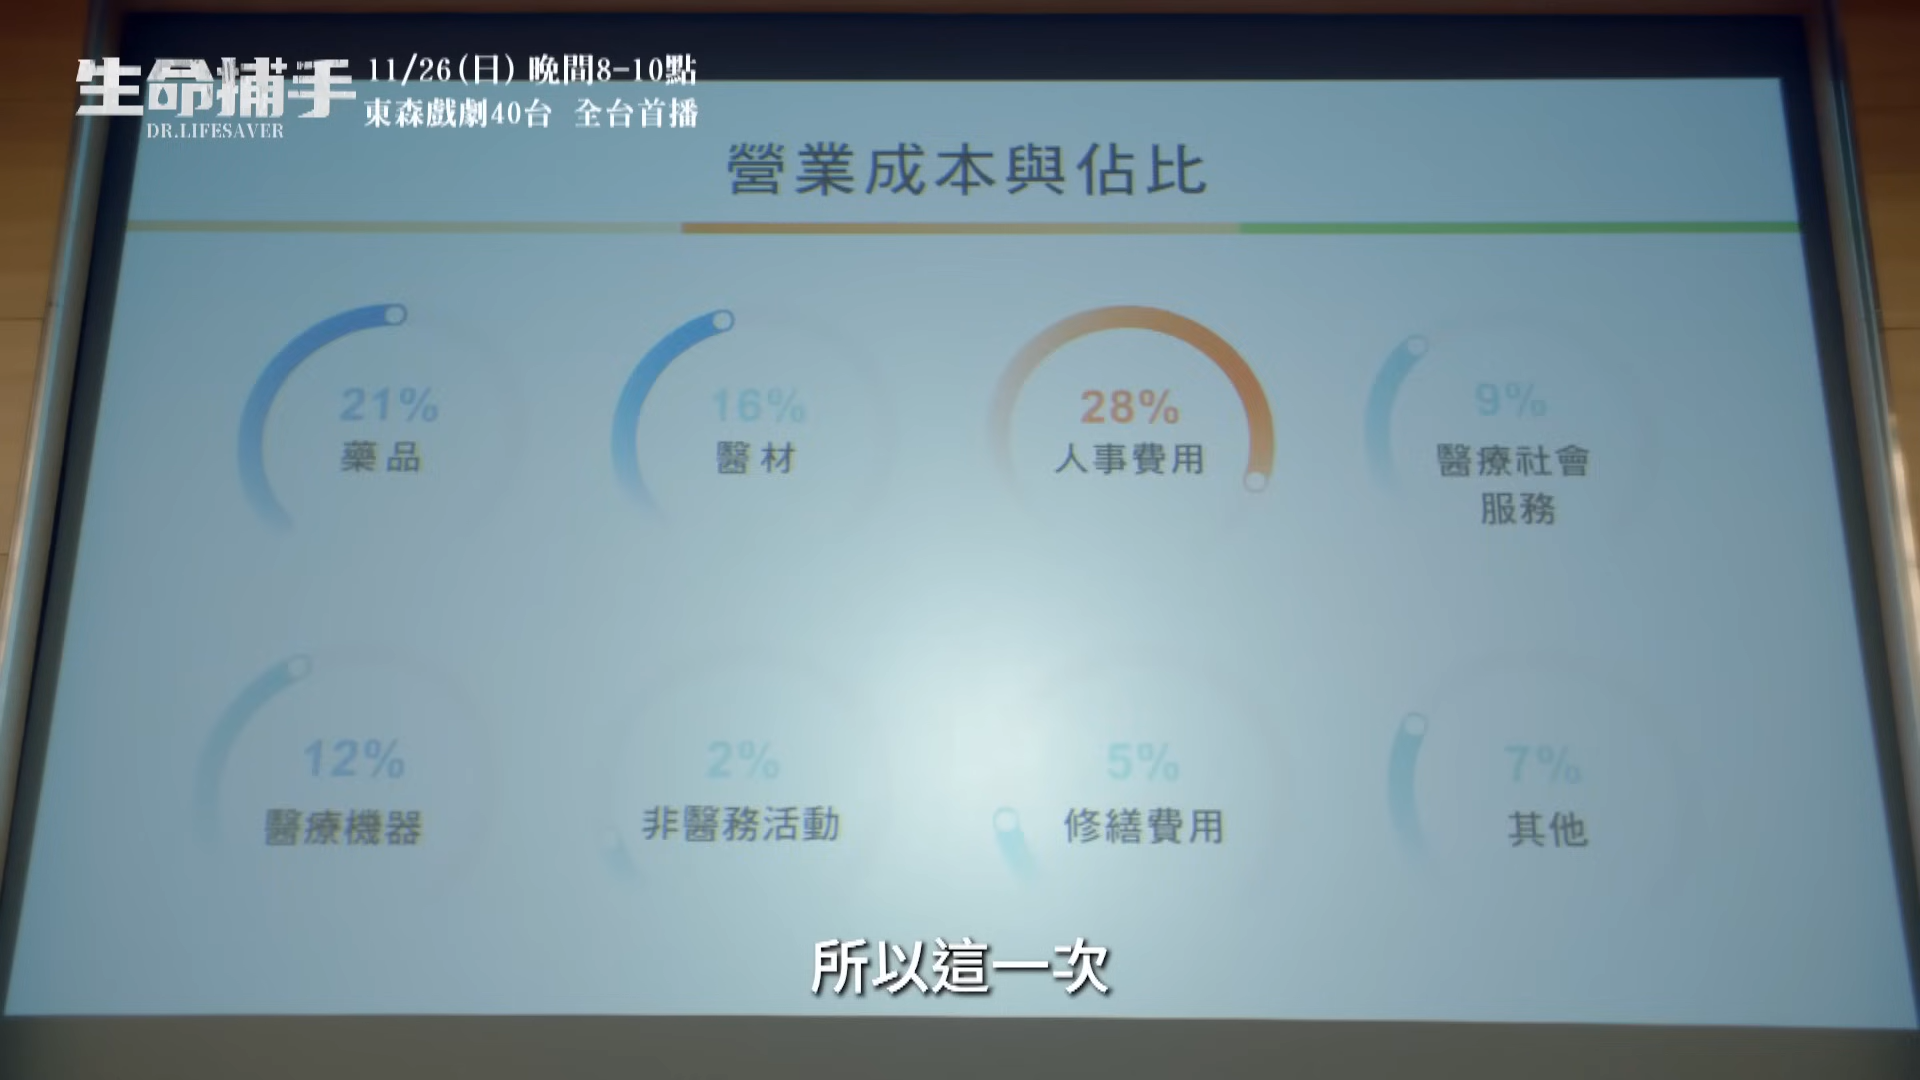 生命捕手
DR.LIFESAVER
11/26(日) 晚間8-10點
東森戲劇40台 全台首播
營業成本與佔比
21%
藥品
16%
醫材
28%
人事費用
9%
醫療社會
服務
12%
醫療機器
2%
非醫務活動
5%
修繕費用
7%
其他
所以這一次